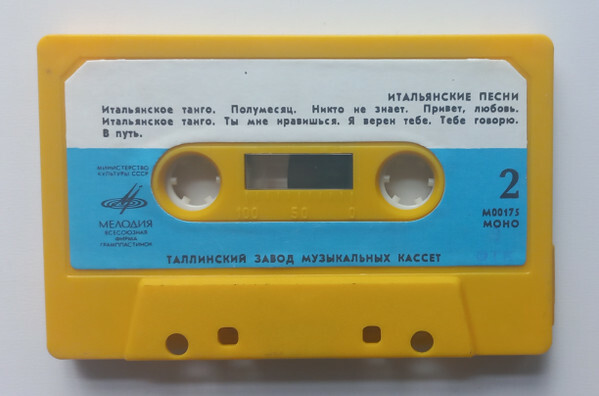 ИТАЛЬЯНСКИЕ ПЕСНИ
Итальянское танго. Полумесяц. Никто не знает. Привет, любовь.
Итальянское танго. Ты мне нравишься. Я верен тебе. Тебе говорю.
В путь.
МИНИСТЕРСТВО
КУЛЬТУРЫ СССР
МЕЛОДИЯ
ВСЕСОЮЗНАЯ
ФИРМА
ГРАМПЛАСТИНОК
100 50 0
2
М00175
МОНО
ТАЛЛИНСКИЙ ЗАВОД МУЗЫКАЛЬНЫХ КАССЕТ